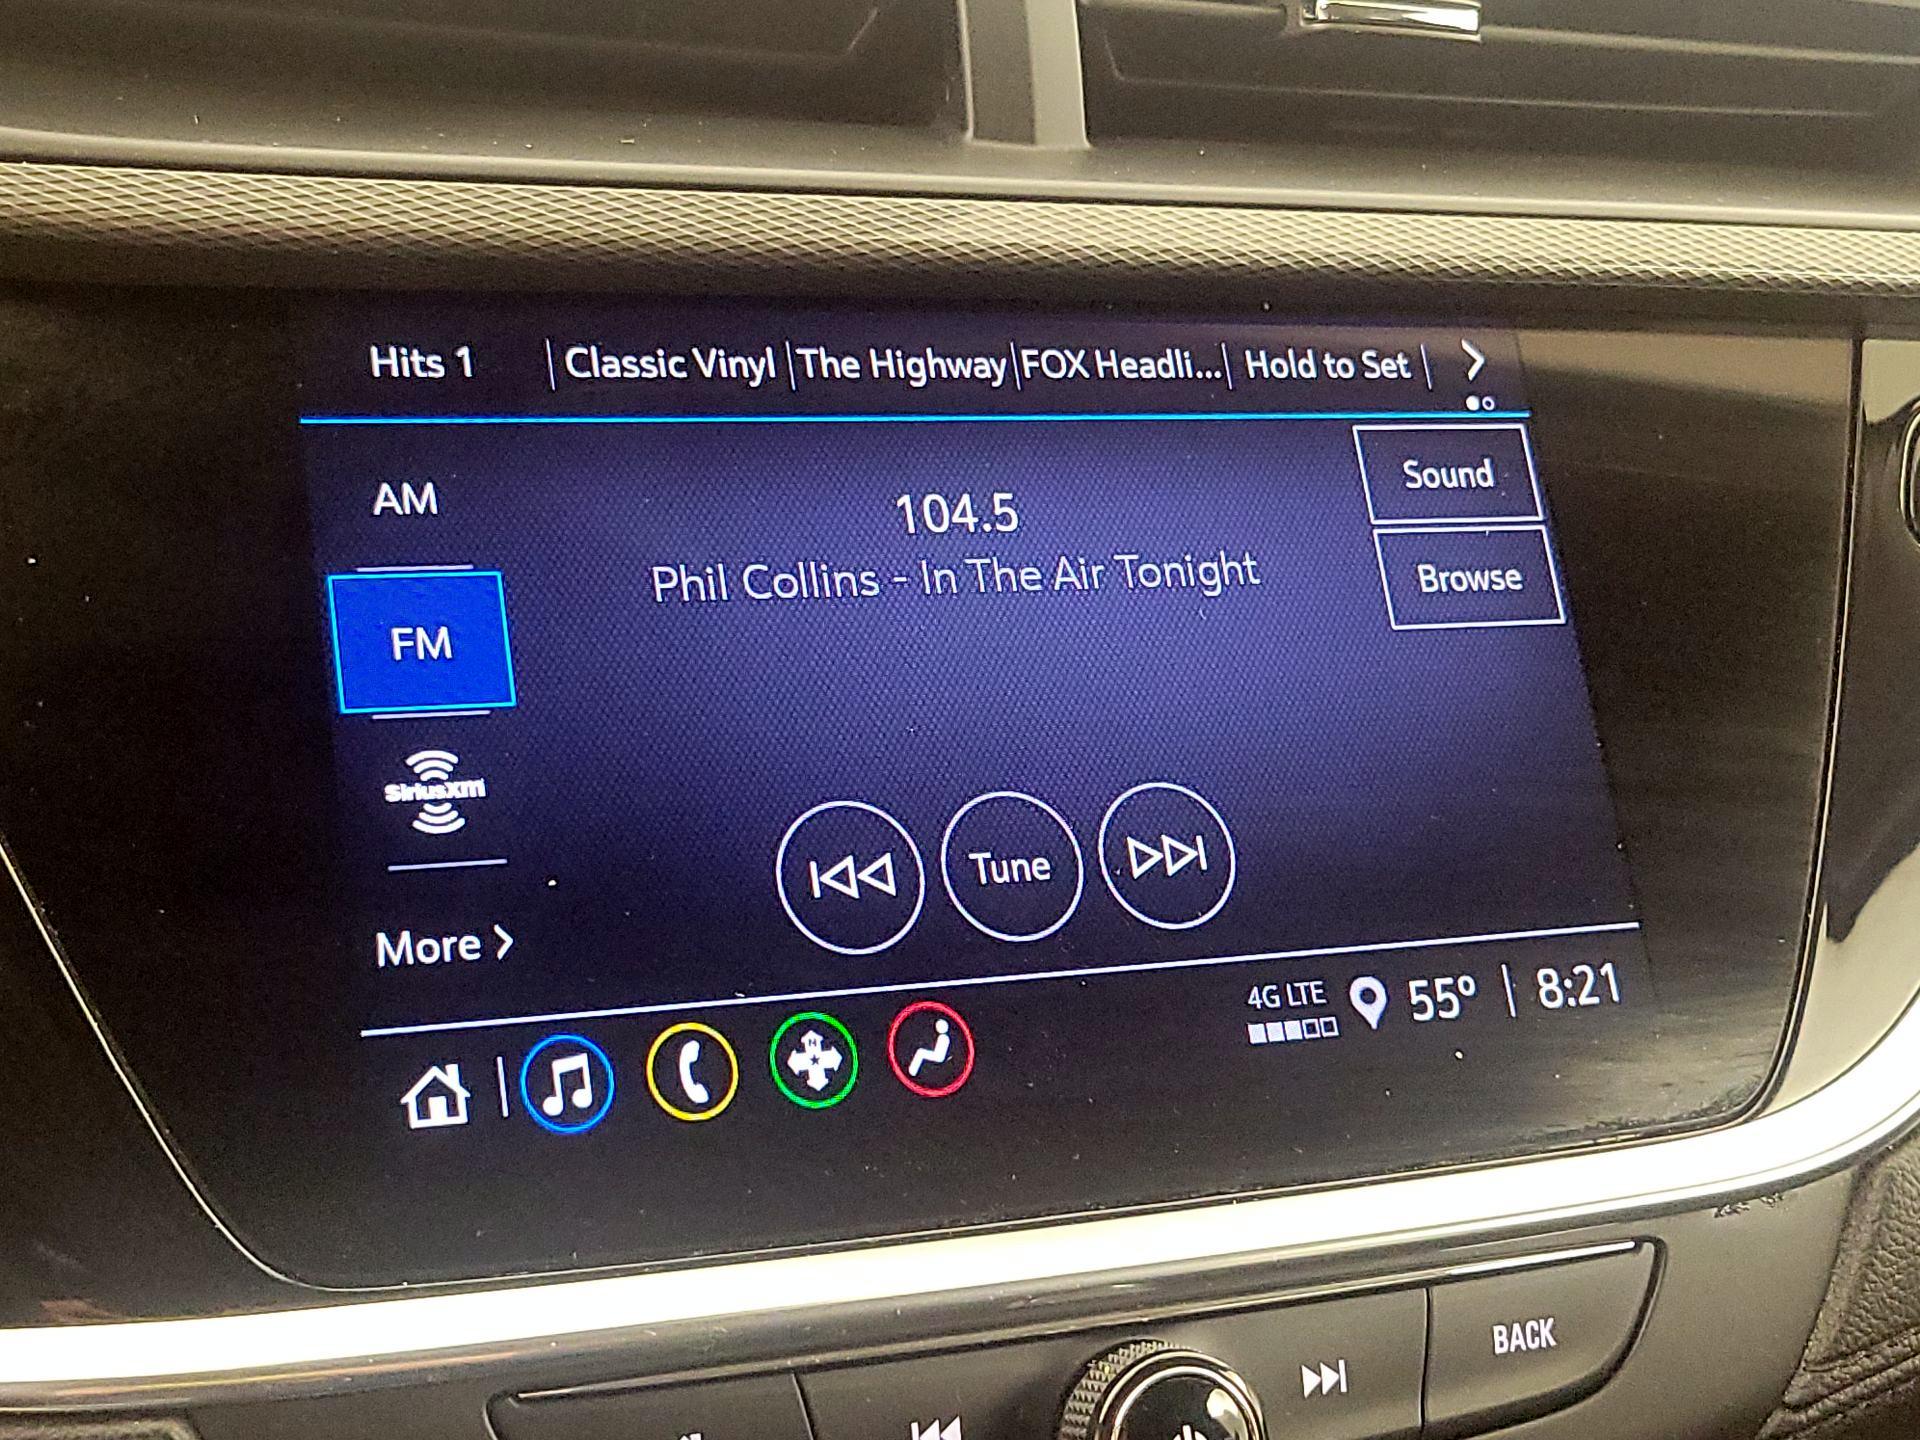 Hits 1 | Classic Vinyl | The Highway | FOX Headli... | Hold to Set |
AM
104.5
Sound
Phil Collins - In The Air Tonight
Browse
FM
SiriusXM
Tune
More
4G LTE 55° | 8:21
N
BACK